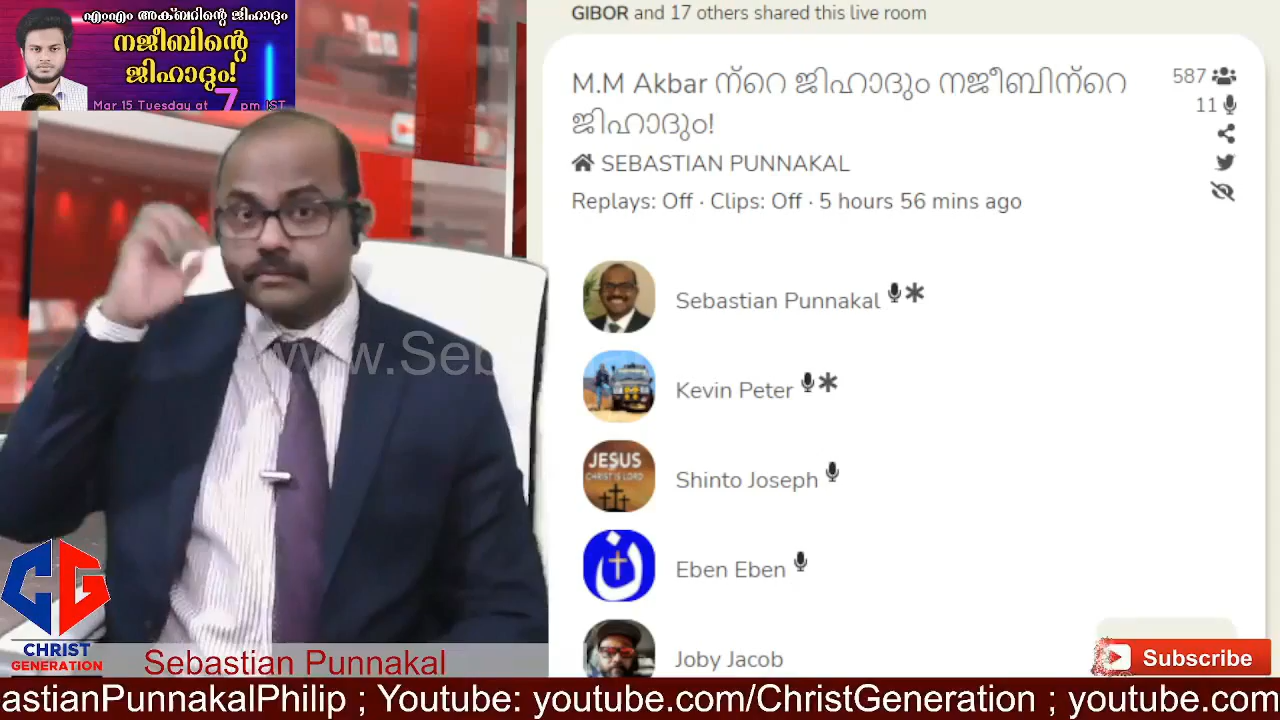 എംഎം അക്ബറിന്റെ ജിഹാദും
നജീബിന്റെ
ജിഹാദും!
Mar 15 Tuesday at 7 pm IST
GIBOR and 17 others shared this live room
M.M Akbar ന്റെ ജിഹാദും നജീബിന്റെ
ജിഹാദും!
587
11
SEBASTIAN PUNNAKAL
Replays: Off · Clips: Off · 5 hours 56 mins ago
Sebastian Punnakal
Kevin Peter
JESUS
CHRIST IS LORD
Shinto Joseph
ن
Eben Eben
Joby Jacob
www.Seb
CG
CHRIST
GENERATION
Sebastian Punnakal
Subscribe
astianPunnakalPhilip ; Youtube: youtube.com/ChristGeneration ; youtube.com